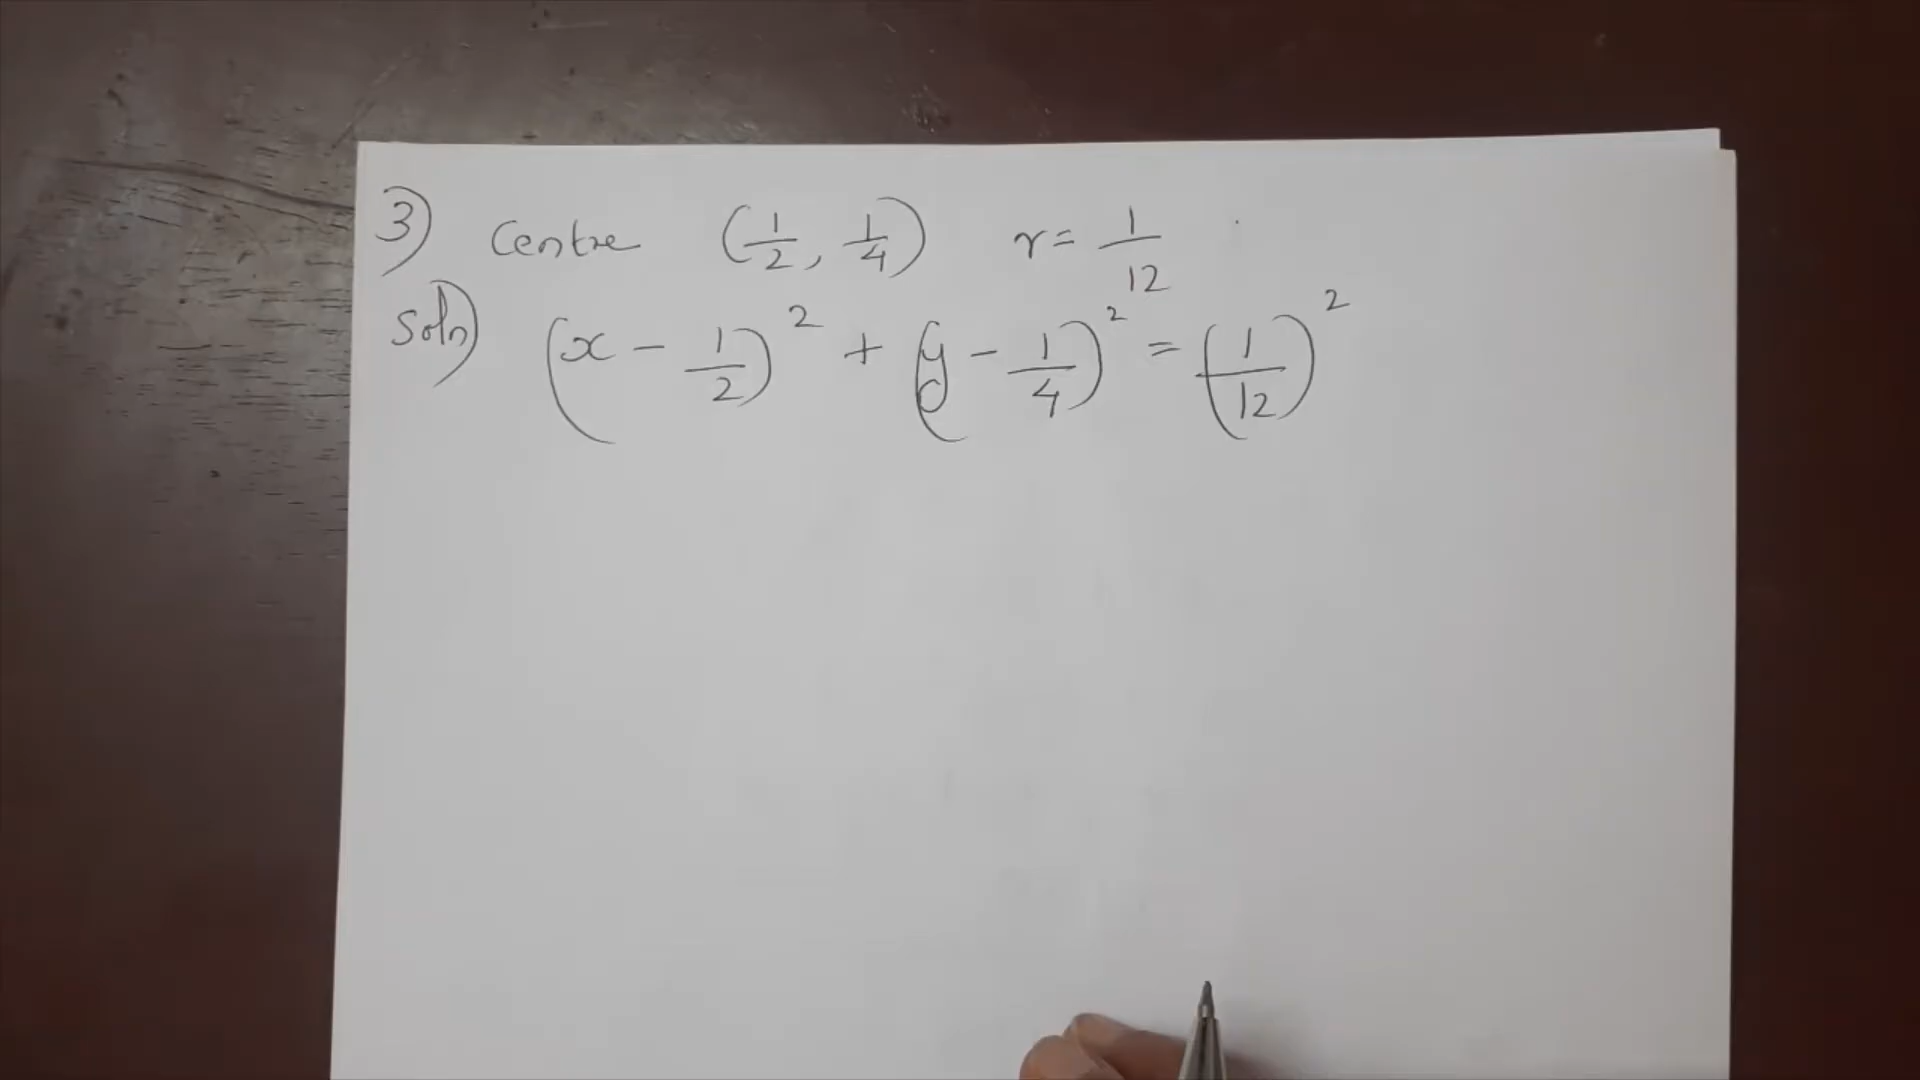 3) Centre (1/2, 1/4) r = 1/12
Soln) (x - 1/2)² + (y - 1/4)² = (1/12)²